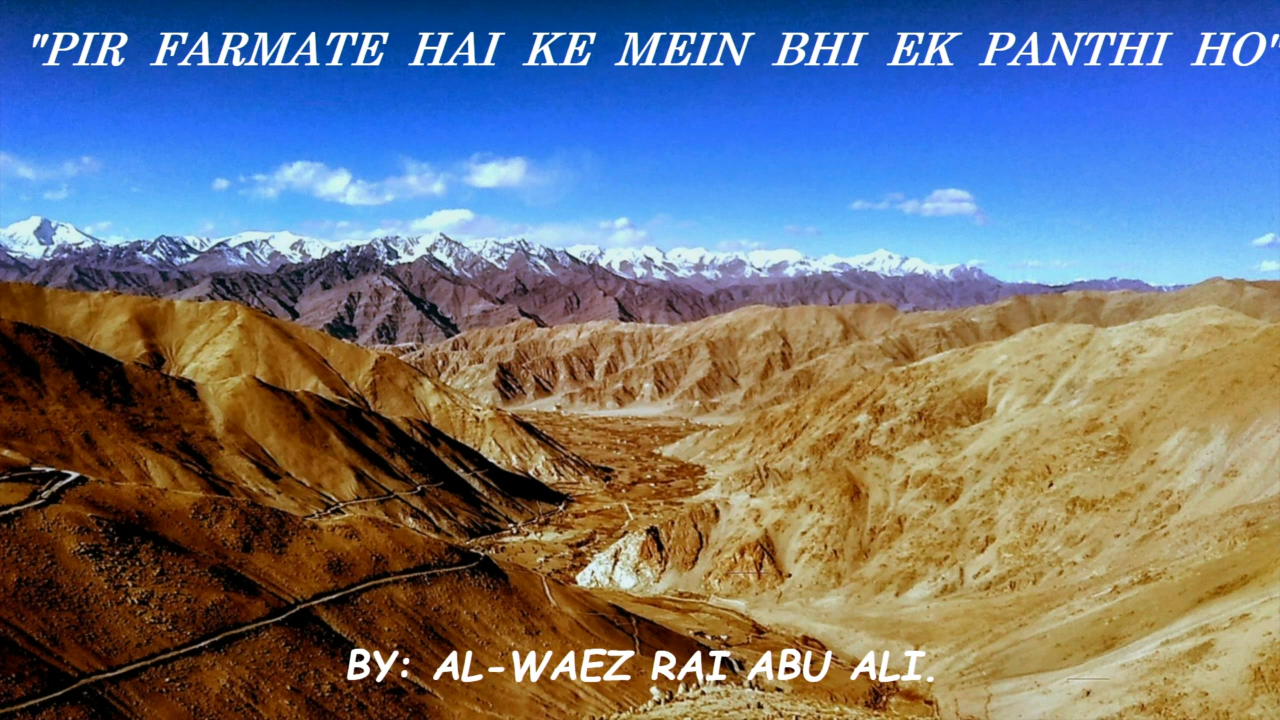 "PIR FARMATE HAI KE MEIN BHI EK PANTHI HO"
BY: AL-WAEZ RAI ABU ALI.